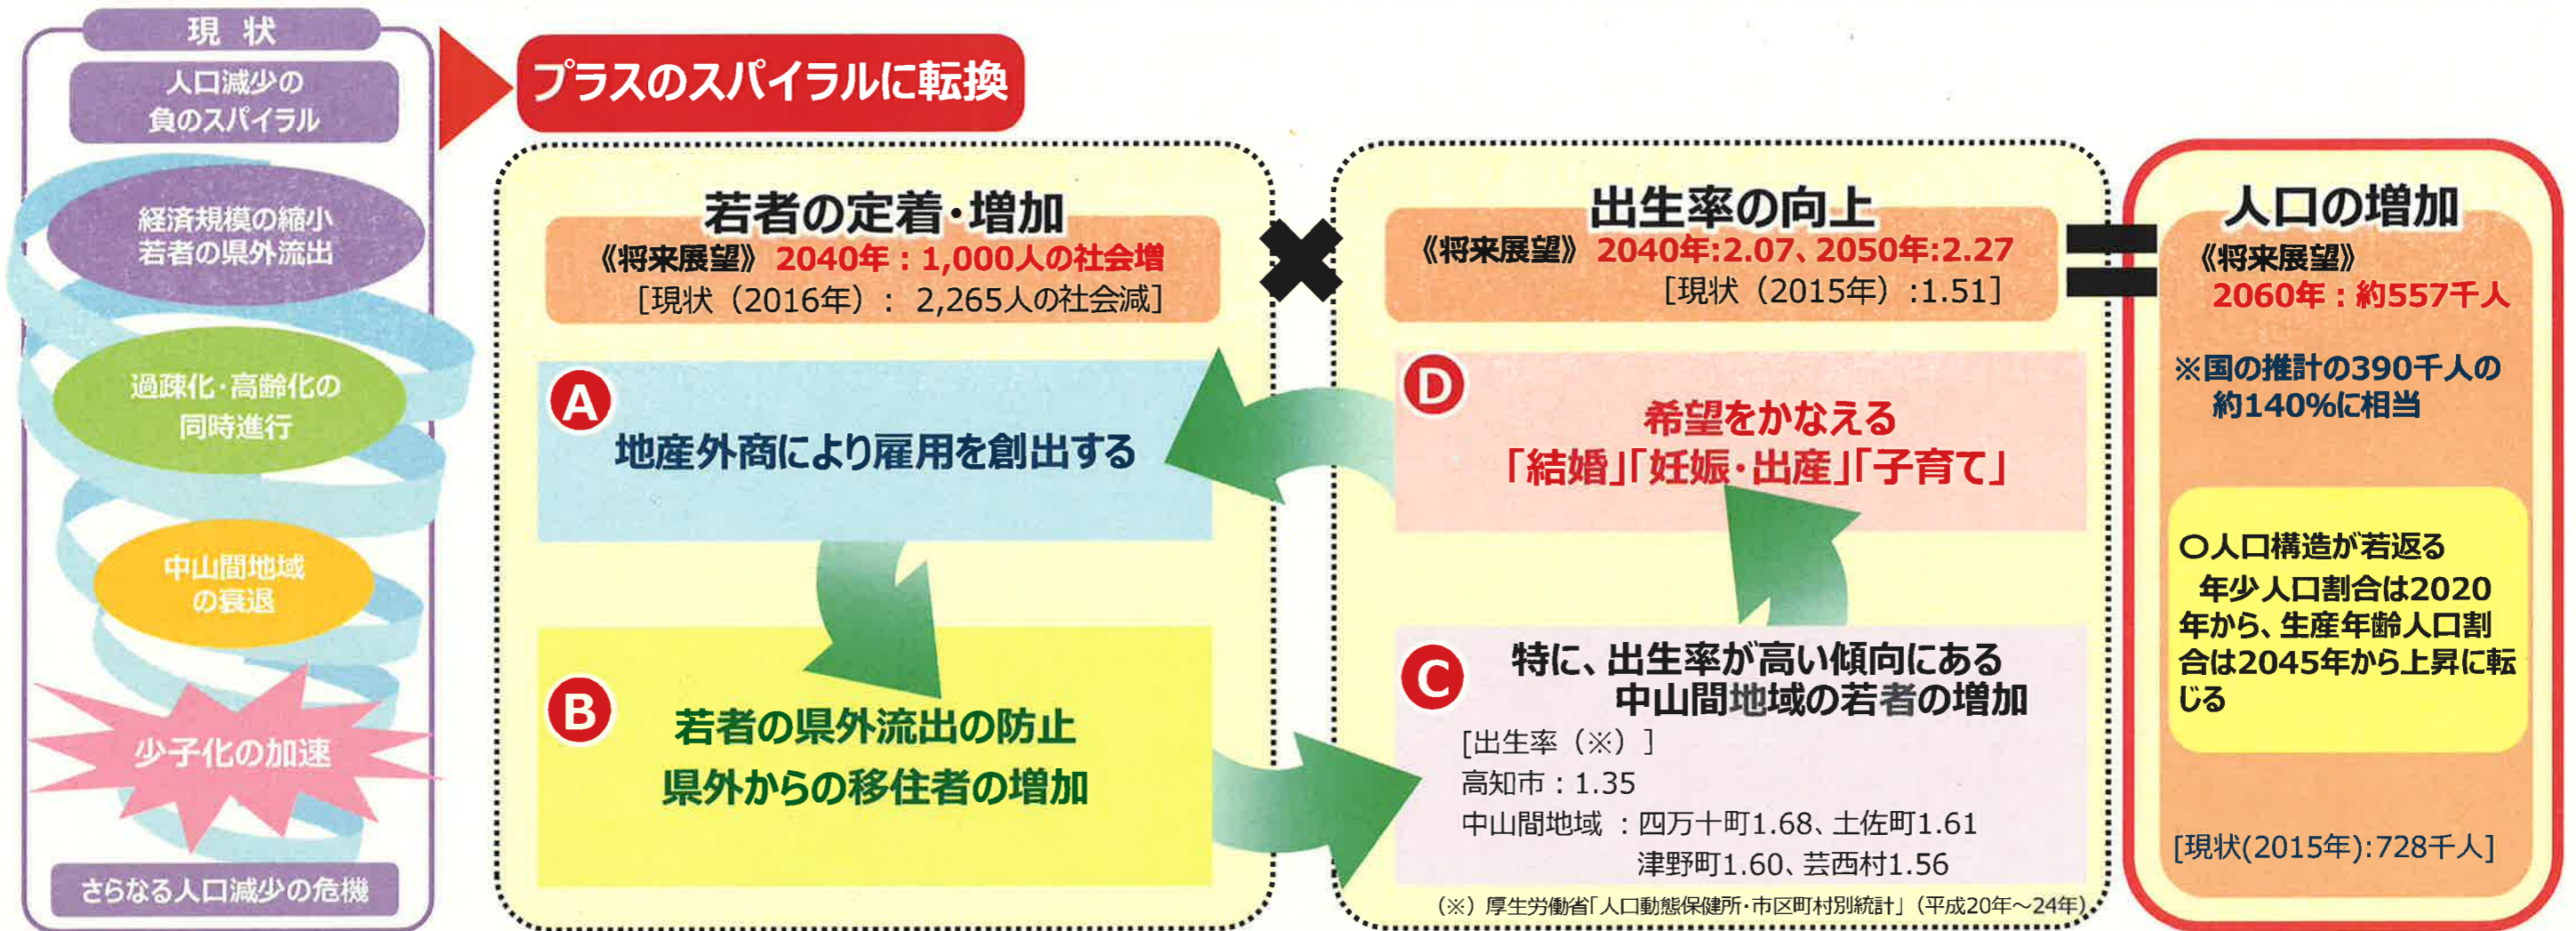 現 状
人口減少の
負のスパイラル
経済規模の縮小
若者の県外流出
過疎化・高齢化の
同時進行
中山間地域
の衰退
少子化の加速
さらなる人口減少の危機
プラスのスパイラルに転換
若者の定着・増加
《将来展望》 2040年：1,000人の社会増
[現状（2016年）： 2,265人の社会減]
A
地産外商により雇用を創出する
B
若者の県外流出の防止
県外からの移住者の増加
×
出生率の向上
《将来展望》 2040年:2.07、2050年:2.27
[現状（2015年）:1.51]
D
希望をかなえる
「結婚」「妊娠・出産」「子育て」
C
特に、出生率が高い傾向にある
中山間地域の若者の増加
[出生率（※）]
高知市：1.35
中山間地域 ：四万十町1.68、土佐町1.61
津野町1.60、芸西村1.56
（※）厚生労働省「人口動態保健所・市区町村別統計」（平成20年～24年）
=
人口の増加
《将来展望》
2060年：約557千人
※国の推計の390千人の
約140%に相当
〇人口構造が若返る
年少人口割合は2020
年から、生産年齢人口割
合は2045年から上昇に転
じる
[現状(2015年):728千人]